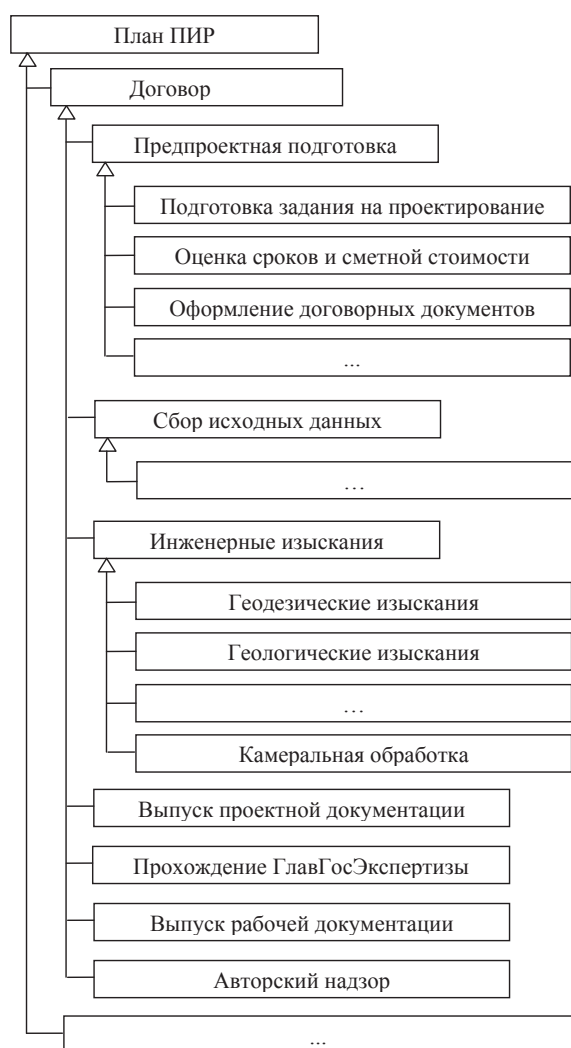 План ПИР
Договор
Предпроектная подготовка
Подготовка задания на проектирование
Оценка сроков и сметной стоимости
Оформление договорных документов
...
Сбор исходных данных
…
Инженерные изыскания
Геодезические изыскания
Геологические изыскания
…
Камеральная обработка
Выпуск проектной документации
Прохождение ГлавГосЭкспертизы
Выпуск рабочей документации
Авторский надзор
...